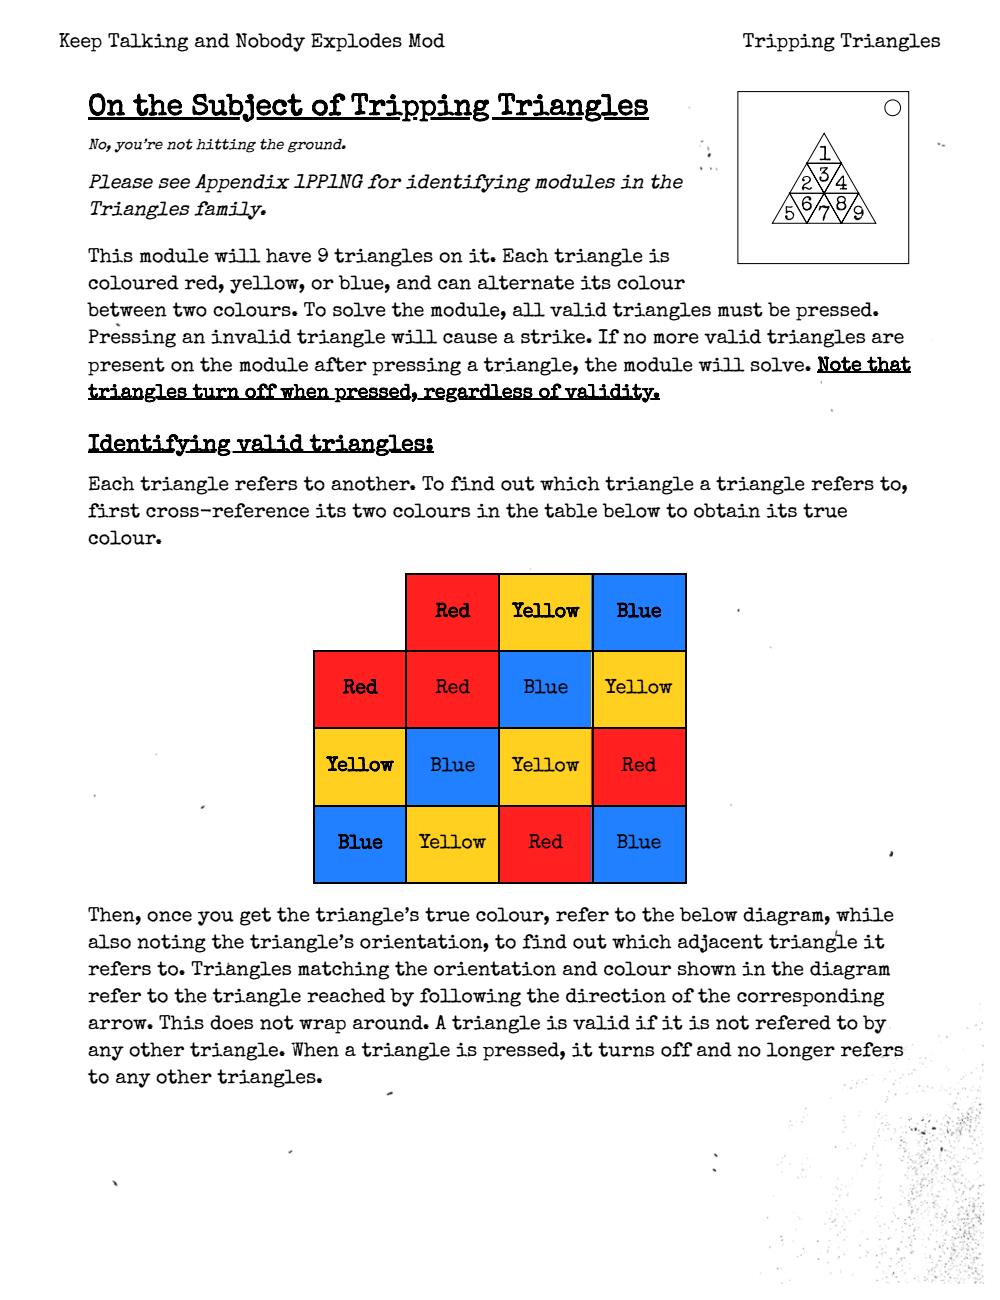 Keep Talking and Nobody Explodes Mod
Tripping Triangles
On the Subject of Tripping Triangles
No, you're not hitting the ground.
Please see Appendix 1PP1NG for identifying modules in the
Triangles family.
1
2 3 4
5 6 7 8 9
This module will have 9 triangles on it. Each triangle is
coloured red, yellow, or blue, and can alternate its colour
between two colours. To solve the module, all valid triangles must be pressed.
Pressing an invalid triangle will cause a strike. If no more valid triangles are
present on the module after pressing a triangle, the module will solve. Note that
triangles turn off when pressed, regardless of validity.
Identifying valid triangles:
Each triangle refers to another. To find out which triangle a triangle refers to,
first cross-reference its two colours in the table below to obtain its true
colour.
Red Yellow Blue
Red Red Blue Yellow
Yellow Blue Yellow Red
Blue Yellow Red Blue
Then, once you get the triangle's true colour, refer to the below diagram, while
also noting the triangle's orientation, to find out which adjacent triangle it
refers to. Triangles matching the orientation and colour shown in the diagram
refer to the triangle reached by following the direction of the corresponding
arrow. This does not wrap around. A triangle is valid if it is not refered to by
any other triangle. When a triangle is pressed, it turns off and no longer refers
to any other triangles.